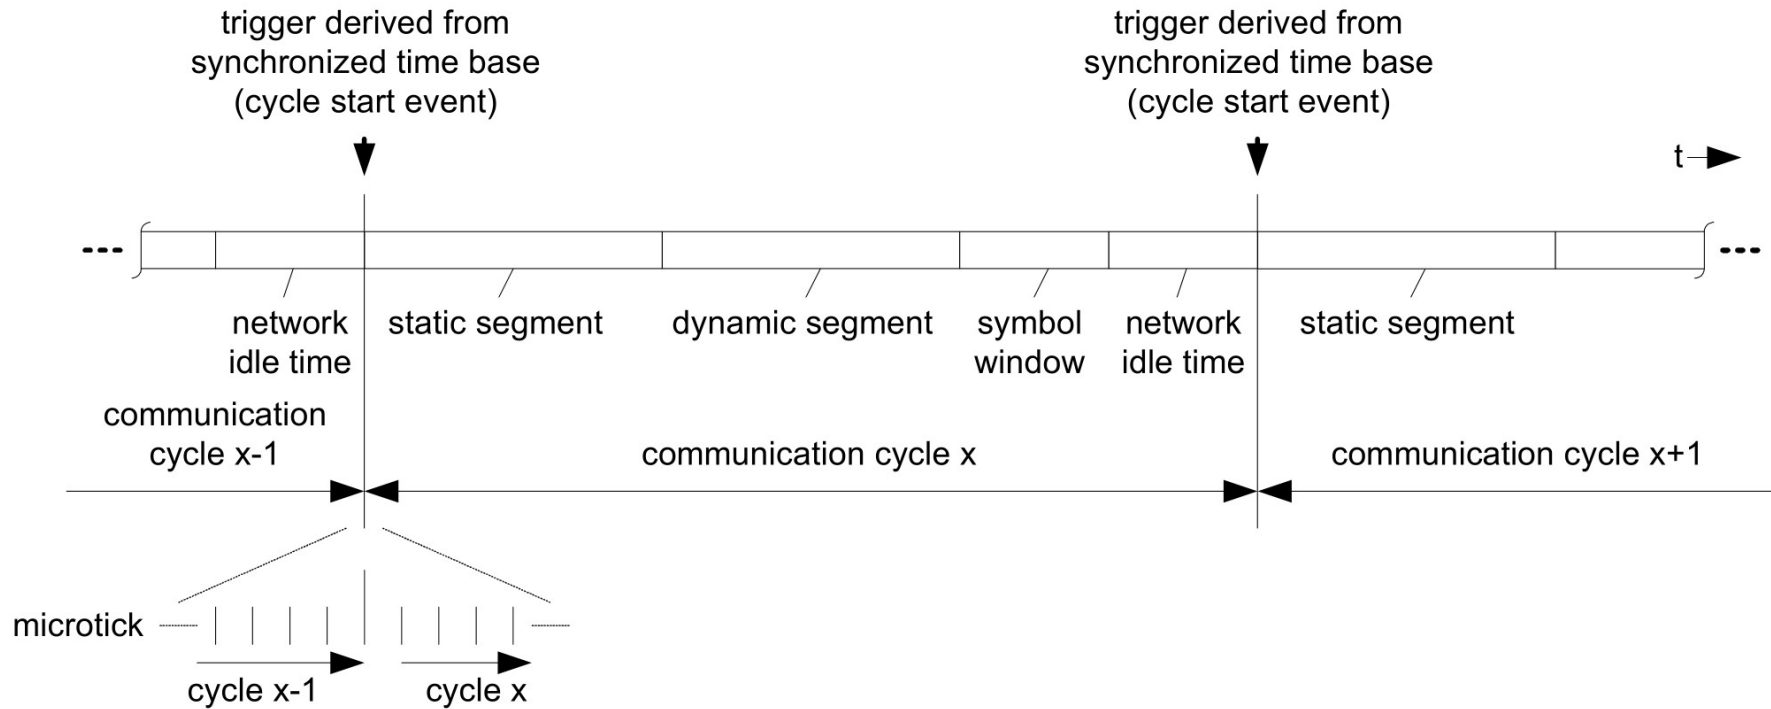 trigger derived from
synchronized time base
(cycle start event)
trigger derived from
synchronized time base
(cycle start event)
t
network
idle time
static segment
dynamic segment
symbol
window
network
idle time
static segment
communication
cycle x-1
communication cycle x
communication cycle x+1
microtick
cycle x-1
cycle x